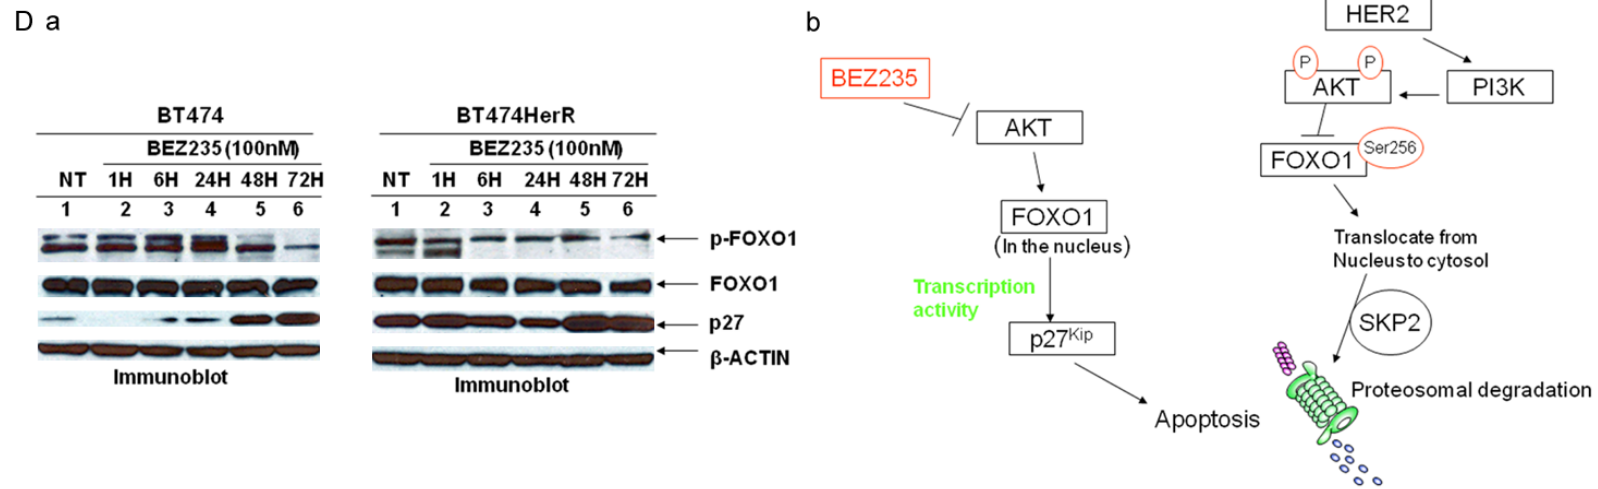 D a
BT474
BEZ235 (100nM)
NT 1H 6H 24H 48H 72H
1 2 3 4 5 6
Immunoblot
BT474HerR
BEZ235 (100nM)
NT 1H 6H 24H 48H 72H
1 2 3 4 5 6
p-FOXO1
FOXO1
p27
β-ACTIN
Immunoblot
b
BEZ235
AKT
FOXO1
(In the nucleus)
Transcription
activity
p27Kip
Apoptosis
HER2
P P
AKT
PI3K
FOXO1
Ser256
Translocate from
Nucleus to cytosol
SKP2
Proteosomal degradation